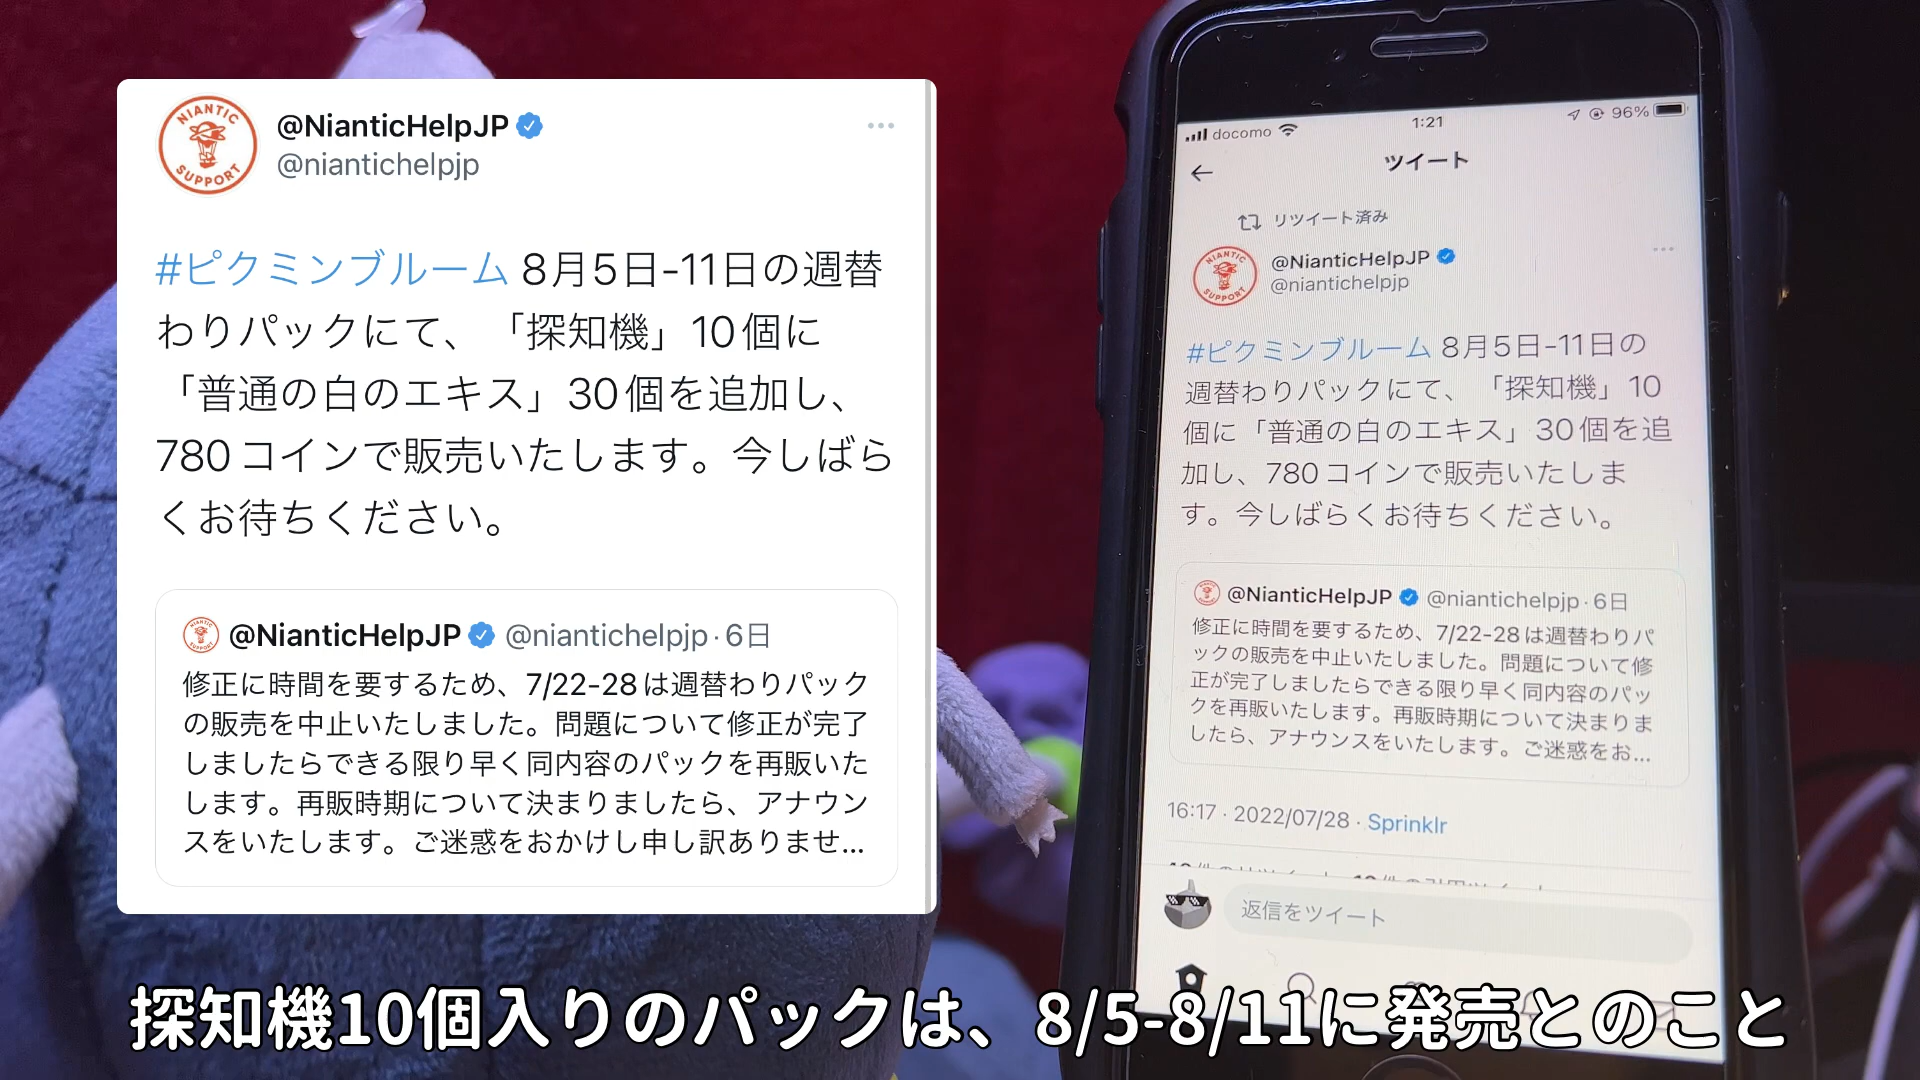 NIANTIC
SUPPORT
@NianticHelpJP
@niantichelpjp
#ピクミンブルーム 8月5日-11日の週替
わりパックにて、「探知機」10個に
「普通の白のエキス」30個を追加し、
780コインで販売いたします。今しばら
くお待ちください。
@NianticHelpJP @niantichelpjp · 6日
修正に時間を要するため、7/22-28は週替わりパック
の販売を中止いたしました。問題について修正が完了
しましたらできる限り早く同内容のパックを再販いた
します。再販時期について決まりましたら、アナウン
スをいたします。ご迷惑をおかけし申し訳ありませ...
docomo 1:21 96%
ツイート
リツイート済み
NIANTIC
SUPPORT
@NianticHelpJP
@niantichelpjp
#ピクミンブルーム 8月5日-11日の
週替わりパックにて、「探知機」10
個に「普通の白のエキス」30個を追
加し、780コインで販売いたしま
す。今しばらくお待ちください。
@NianticHelpJP @niantichelpjp · 6日
修正に時間を要するため、7/22-28は週替わりパ
ックの販売を中止いたしました。問題について修
正が完了しましたらできる限り早く同内容のパッ
クを再販いたします。再販時期について決まりま
したら、アナウンスをいたします。ご迷惑をお...
16:17 · 2022/07/28 · Sprinklr
返信をツイート
探知機10個入りのパックは、8/5-8/11に発売とのこと